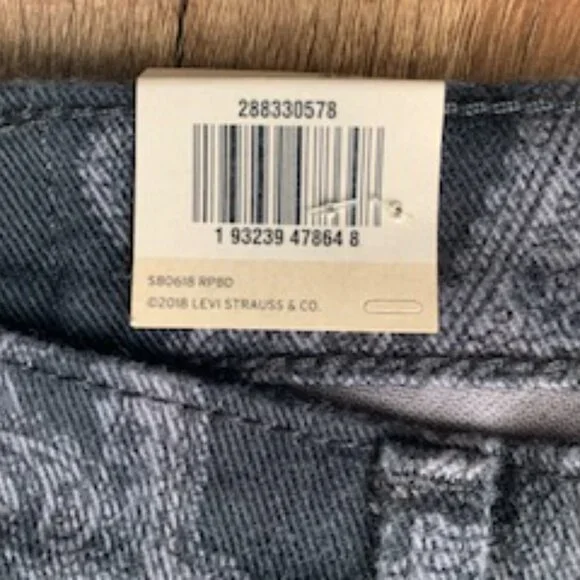 288330578
1 93239 47864 8
SB0618 RPBD
©2018 LEVI STRAUSS & CO.